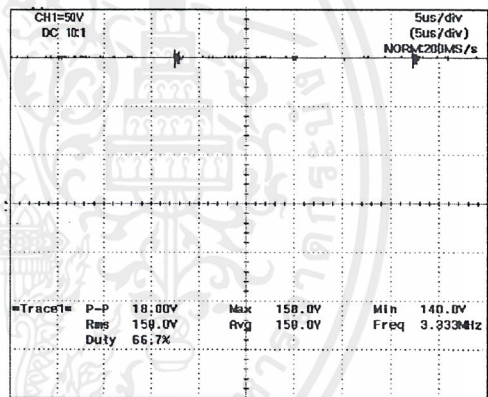 CH1=50V
DC 10:1
5us/div
(5us/div)
NORM:200MS/s
=Trace1= P-P 18.00V Max 158.0V Min 140.0V
Rms 150.0V Avg 150.0V Freq 3.333MHz
Duty 66.7%